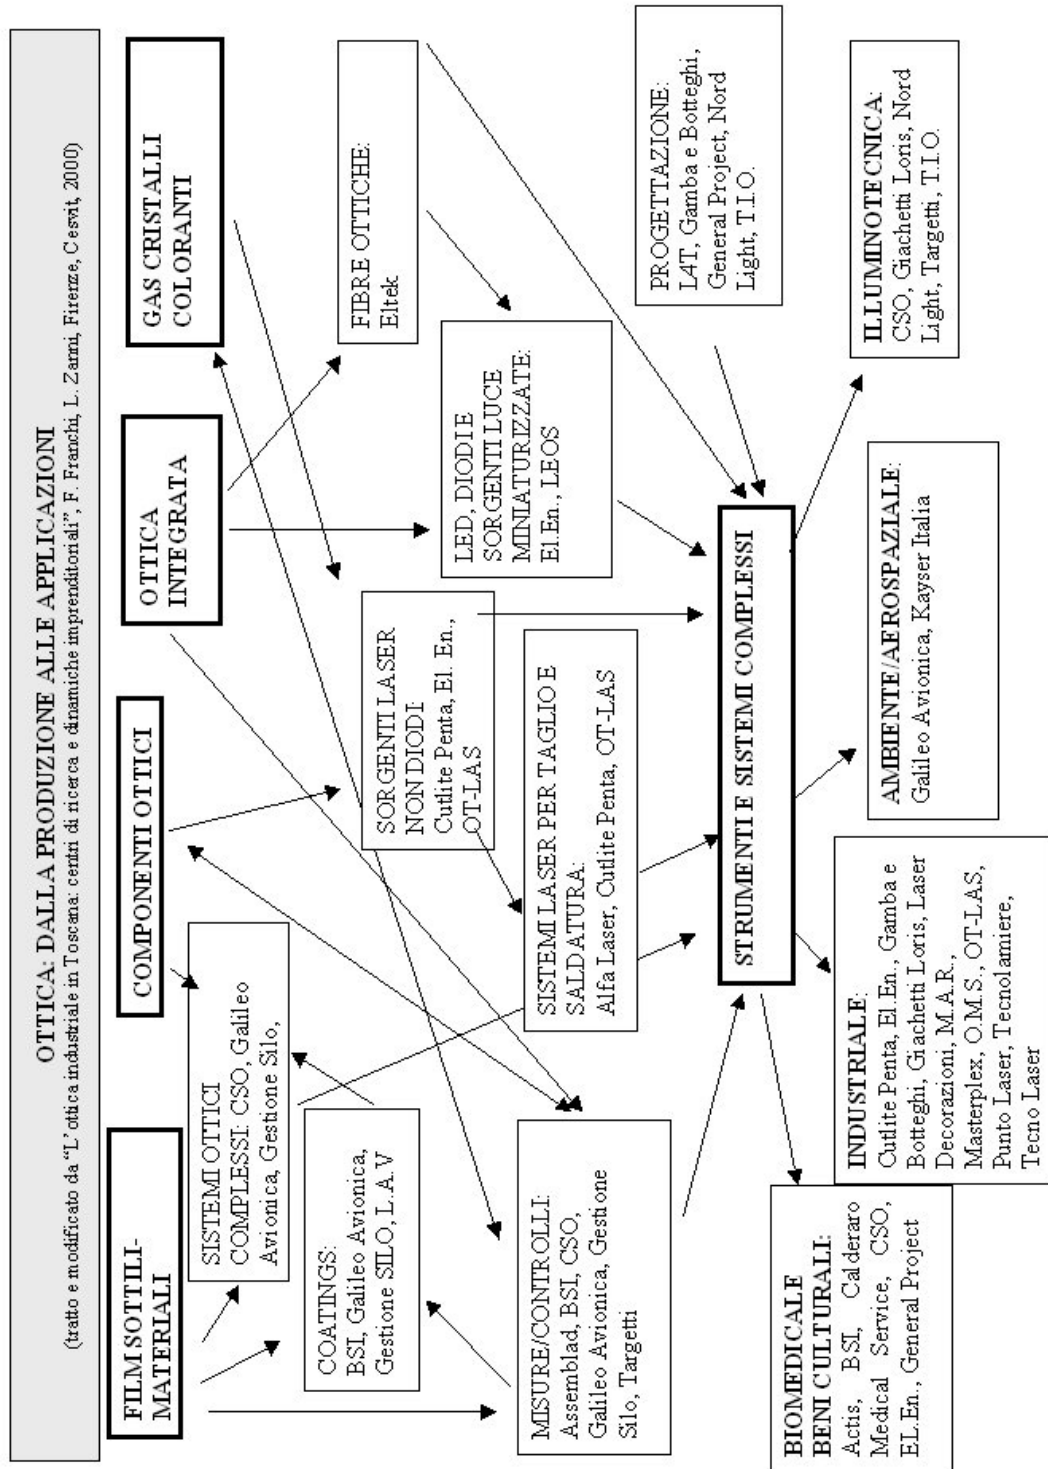 OTTICA: DALLA PRODUZIONE ALLE APPLICAZIONI
(tratto e modificato da “L’ottica industriale in Toscana: centri di ricerca e dinamiche imprenditoriali”, F. Franchi, L. Zanni, Firenze, Cesvit, 2000)
FILM SOTTILI-
MATERIALI
COMPONENTI OTTICI
OTTICA
INTEGRATA
GAS CRISTALLI
COLORANTI
SISTEMI OTTICI
COMPLESSI: CSO, Galileo
Avionica, Gestione Silo,
COATINGS:
BSI, Galileo Avionica,
Gestione SILO, L.A.V
FIBRE OTTICHE:
Eltek
SORGENTI LASER
NON DIODI:
Cutlite Penta, El. En.,
OT-LAS
LED, DIODI E
SORGENTI LUCE
MINIATURIZZATE:
El.En., LEOS
MISURE/CONTROLLI:
Assemblad, BSI, CSO,
Galileo Avionica, Gestione
Silo, Targetti
SISTEMI LASER PER TAGLIO E
SALDATURA:
Alfa Laser, Cutlite Penta, OT-LAS
PROGETTAZIONE:
L4T, Gamba e Botteghi,
General Project, Nord
Light, T.I.O.
STRUMENTI E SISTEMI COMPLESSI
BIOMEDICALE
BENI CULTURALI:
Actis, BSI, Calderaro
Medical Service, CSO,
EL.En., General Project
INDUSTRIALE:
Cutlite Penta, El.En., Gamba e
Botteghi, Giachetti Loris, Laser
Decorazioni, M.A.R.,
Masterplex, O.M.S., OT-LAS,
Punto Laser, Tecnolamiere,
Tecno Laser
AMBIENTE/AEROSPAZIALE:
Galileo Avionica, Kayser Italia
ILLUMINOTECNICA:
CSO, Giachetti Loris, Nord
Light, Targetti, T.I.O.